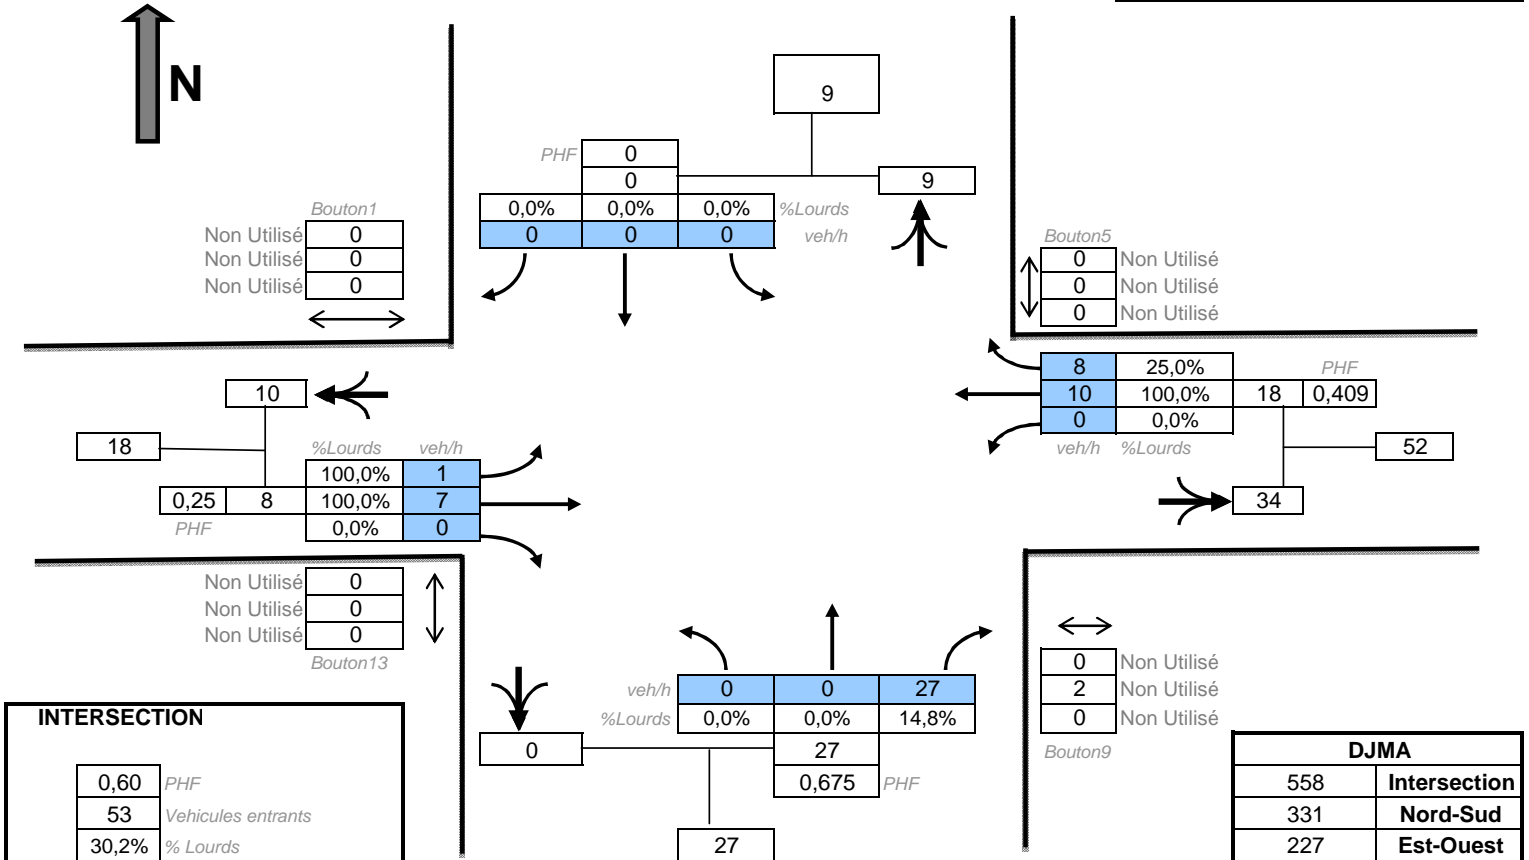 N
9
PHF 0
0 9
0,0% 0,0% 0,0% %Lourds
0 0 0 veh/h
Bouton1
Non Utilisé 0
Non Utilisé 0
Non Utilisé 0
Bouton5
0 Non Utilisé
0 Non Utilisé
0 Non Utilisé
10
18
%Lourds veh/h
100,0% 1
0,25 8 100,0% 7
PHF 0,0% 0
8 25,0% PHF
10 100,0% 18 0,409
0 0,0%
veh/h %Lourds 52
34
Non Utilisé 0
Non Utilisé 0
Non Utilisé 0
Bouton13
veh/h 0 0 27
%Lourds 0,0% 0,0% 14,8%
0 27
0,675 PHF
27
0 Non Utilisé
2 Non Utilisé
0 Non Utilisé
Bouton9
INTERSECTION
0,60 PHF
53 Vehicules entrants
30,2% % Lourds
DJMA
558 Intersection
331 Nord-Sud
227 Est-Ouest